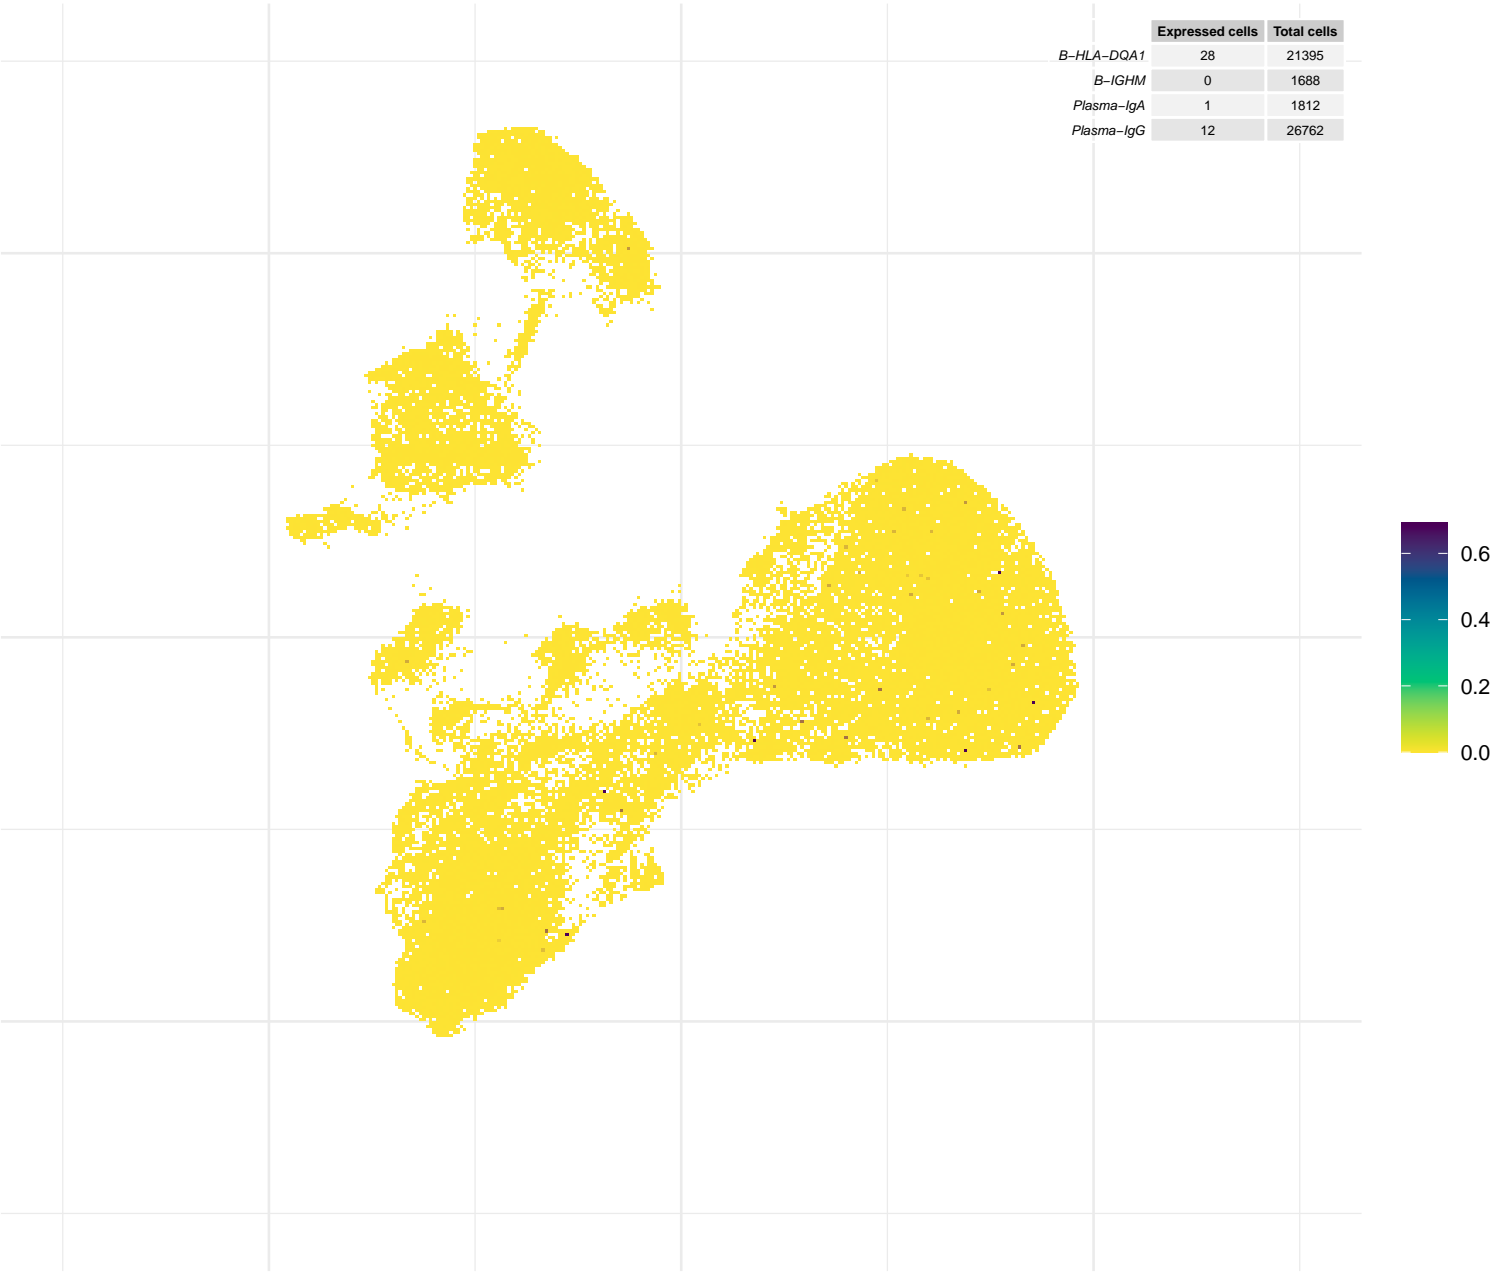 Expressed cells Total cells
B−HLA−DQA1 28 21395
B−IGHM 0 1688
Plasma−IgA 1 1812
Plasma−IgG 12 26762
0.6
0.4
0.2
0.0